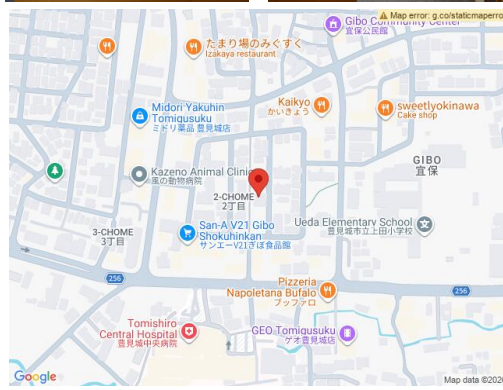 Map error: g.co/staticmaperro
Gibo Community Center
宜保公民館
たまり場のみぐすく
Izakaya restaurant
Midori Yakuhin
Tomigusuku
ミドリ薬品 豊見城店
Kaikyo
かいきょう
sweetlyokinawa
Cake shop
GIBO
宜保
Kazeno Animal Clinic
風の動物病院
2-CHOME
2丁目
3-CHOME
3丁目
San-A V21 Gibo
Shokuhinkan
サンエーV21ぎぼ食品館
Ueda Elementary School
豊見城市立上田小学校
256
256
Pizzeria
Napoletana Bufalo
ブッファロ
Tomishiro
Central Hospital
豊見城中央病院
GEO Tomigusuku
ゲオ豊見城店
Google
Map data ©202